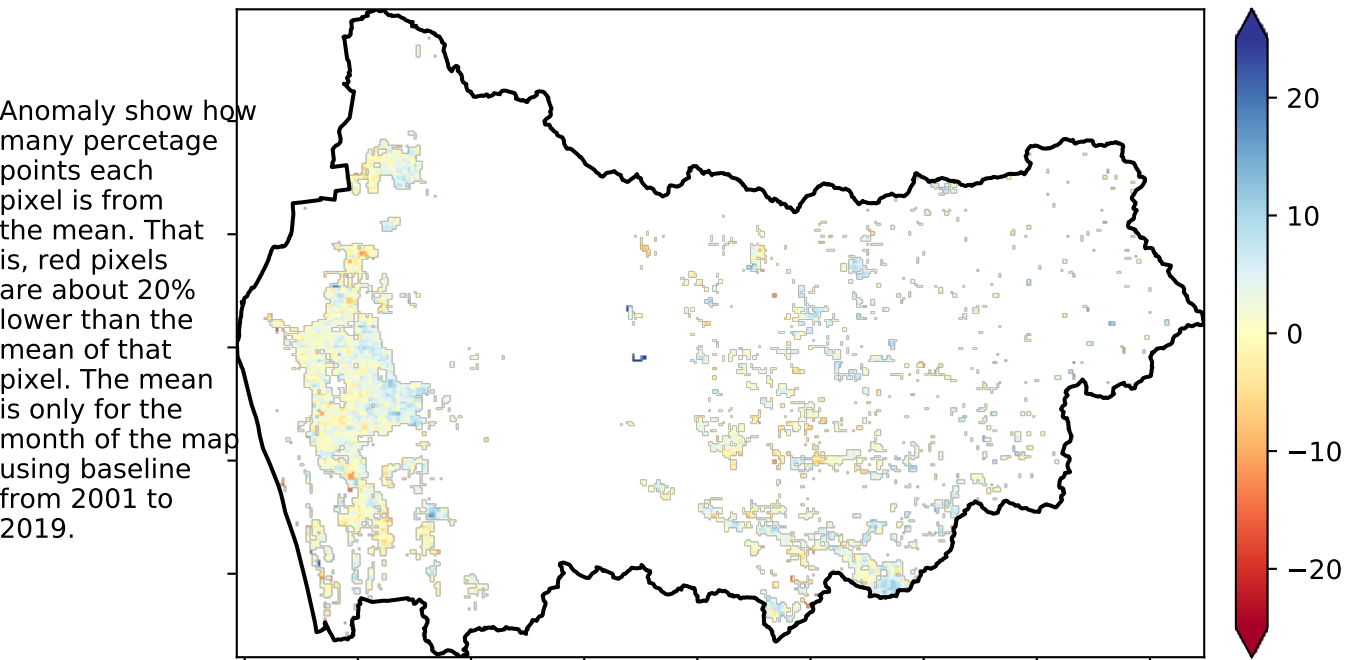 Anomaly show how
many percetage
points each
pixel is from
the mean. That
is, red pixels
are about 20%
lower than the
mean of that
pixel. The mean
is only for the
month of the map
using baseline
from 2001 to
2019.
20
10
0
−10
−20